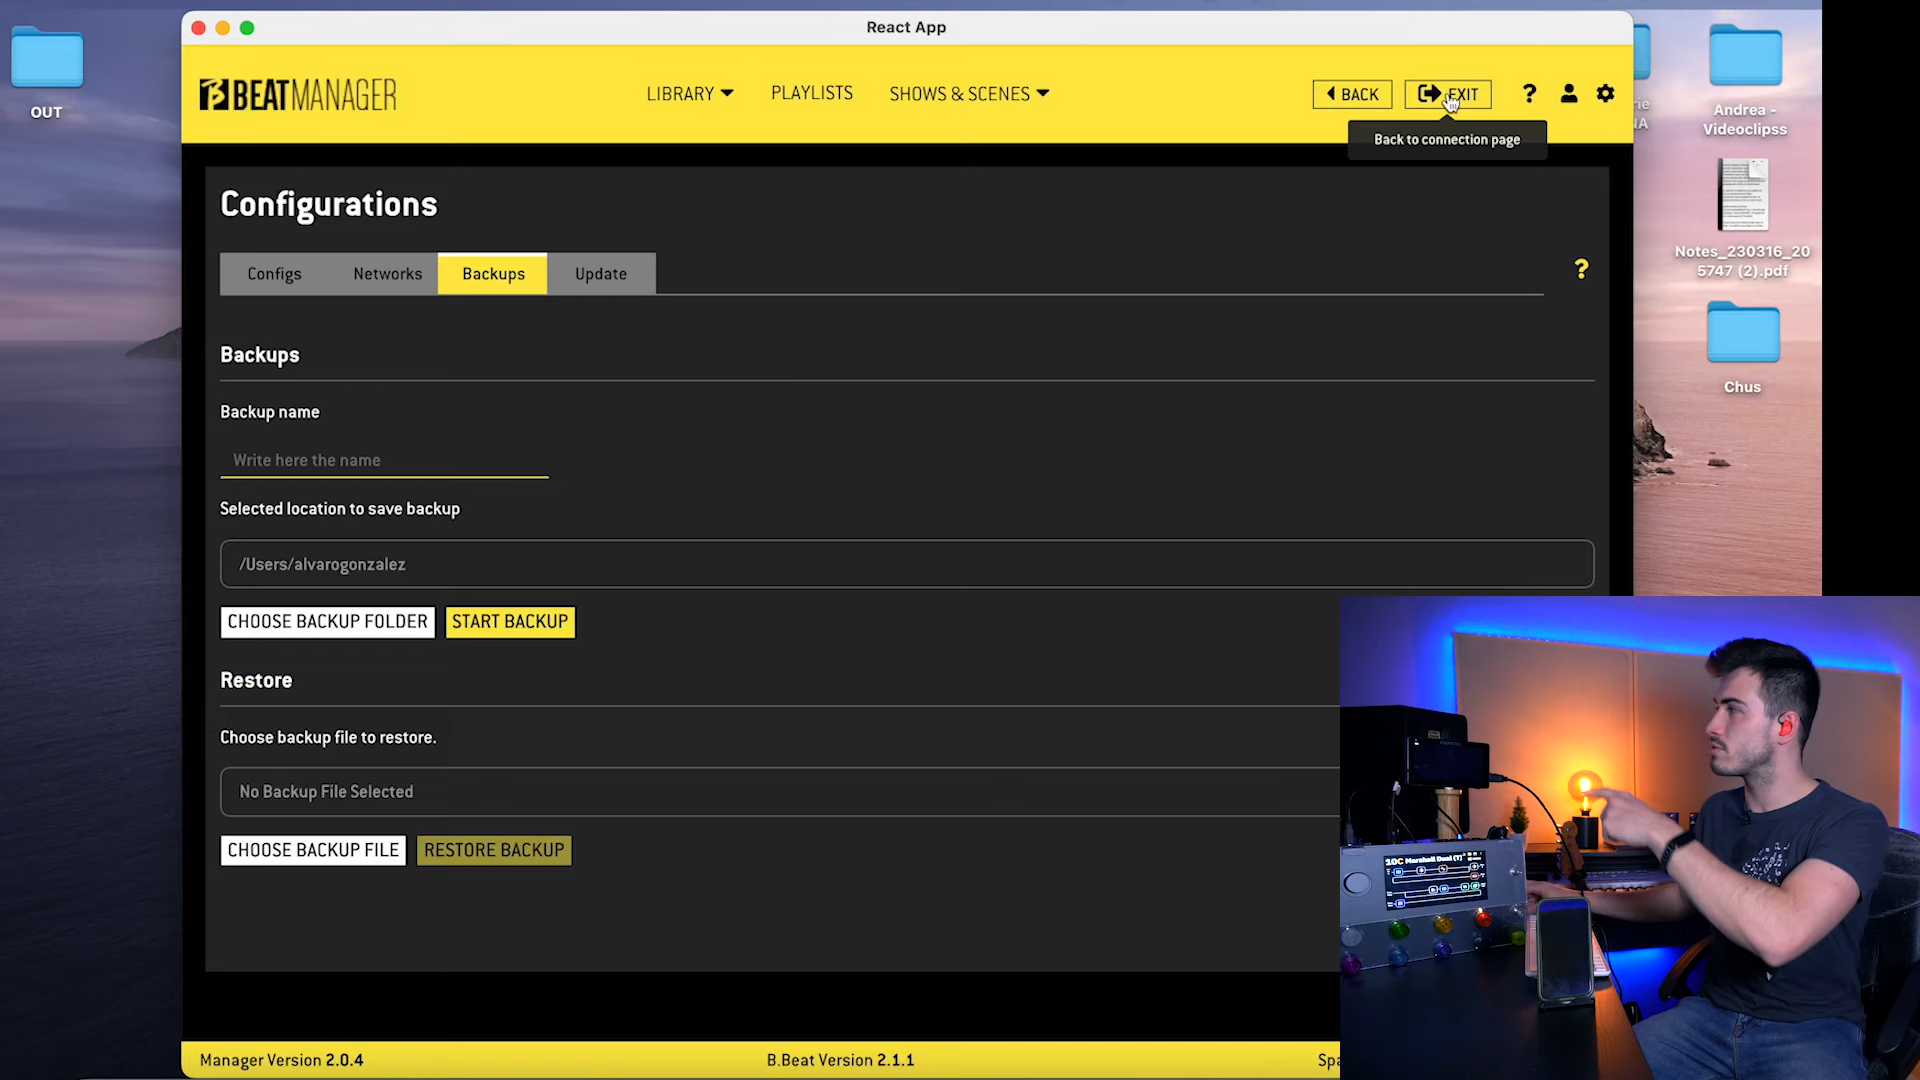 React App
OUT
BEATMANAGER
LIBRARY
PLAYLISTS
SHOWS & SCENES
BACK
EXIT
?
Back to connection page
Andrea -
Videoclipss
Notes_230316_20
5747 (2).pdf
Chus
Configurations
Configs
Networks
Backups
Update
?
Backups
Backup name
Write here the name
Selected location to save backup
/Users/alvarogonzalez
CHOOSE BACKUP FOLDER
START BACKUP
Restore
Choose backup file to restore.
No Backup File Selected
CHOOSE BACKUP FILE
RESTORE BACKUP
10C Marshall Dual (T)
Manager Version 2.0.4
B.Beat Version 2.1.1